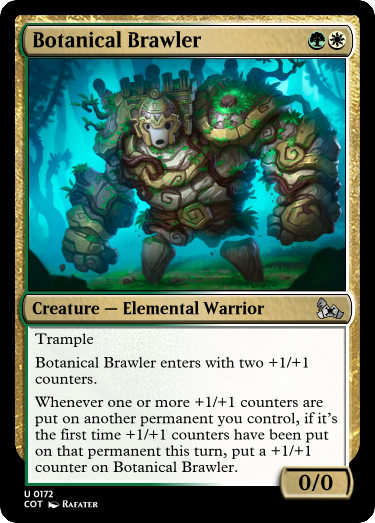 Botanical Brawler
Creature — Elemental Warrior
Trample
Botanical Brawler enters with two +1/+1
counters.
Whenever one or more +1/+1 counters are
put on another permanent you control, if it's
the first time +1/+1 counters have been put
on that permanent this turn, put a +1/+1
counter on Botanical Brawler.
0/0
U 0172
COT Rafater